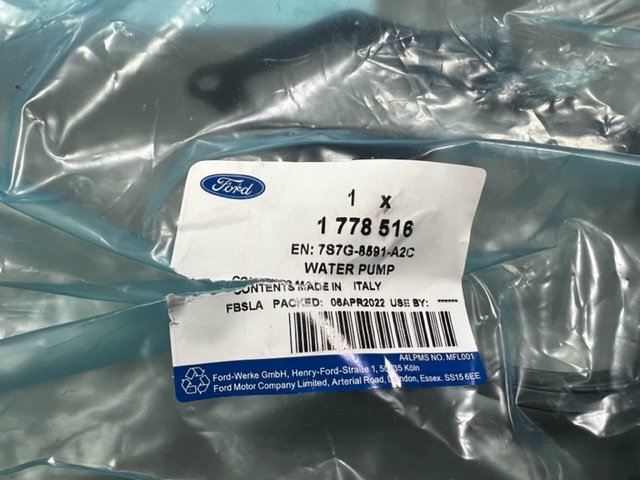 Ford
1 x
1 778 516
EN: 7S7G-8591-A2C
WATER PUMP
CONTENTS MADE IN ITALY
FBSLA PACKED: 06APR2022 USE BY: ------
A4LPMS NO. MFL001
Ford-Werke GmbH, Henry-Ford-Straße 1, 50735 Köln
Ford Motor Company Limited, Arterial Road, London, Essex. SS15 6EE